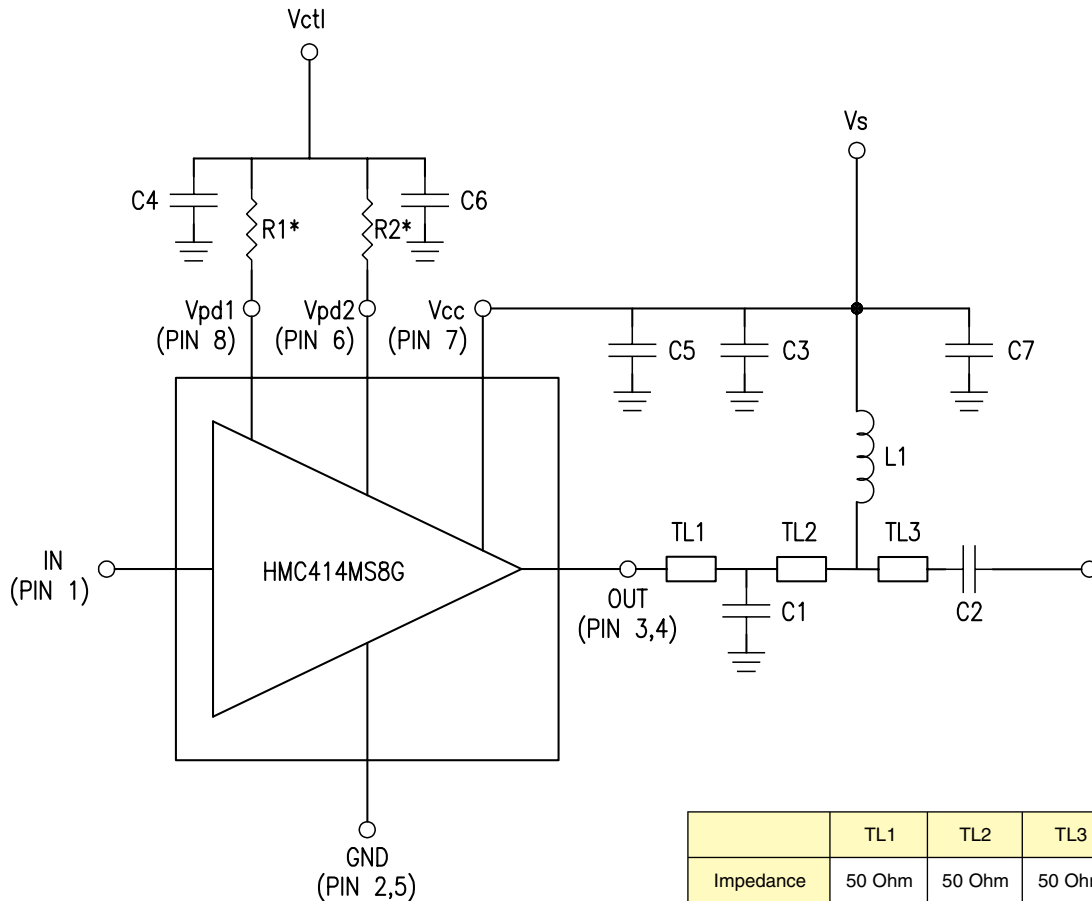 Vctl
Vs
C4
R1*
R2*
C6
Vpd1
(PIN 8)
Vpd2
(PIN 6)
Vcc
(PIN 7)
C5
C3
C7
L1
IN
(PIN 1)
HMC414MS8G
OUT
(PIN 3,4)
TL1
TL2
TL3
C1
C2
GND
(PIN 2,5)
TL1 TL2 TL3
Impedance 50 Ohm 50 Ohm 50